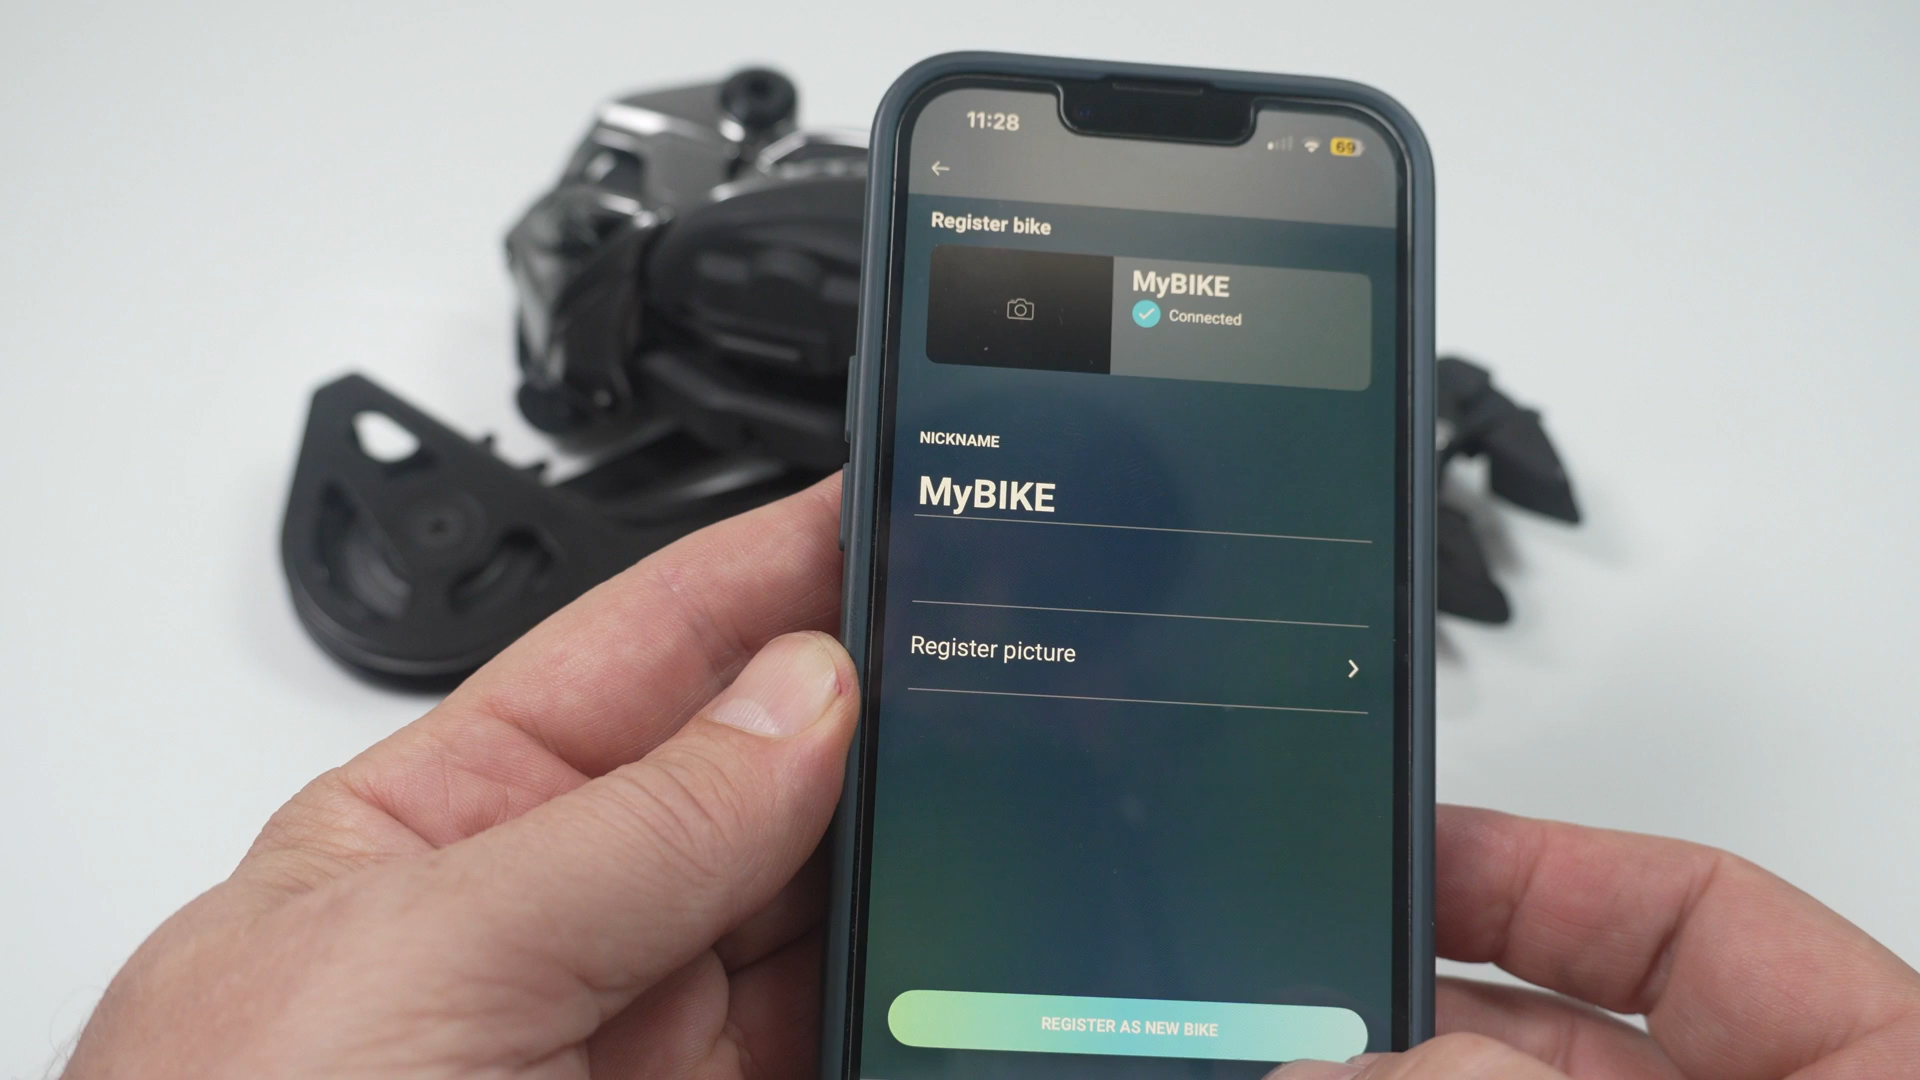 11:28
69
Register bike
MyBIKE
Connected
NICKNAME
MyBIKE
Register picture
REGISTER AS NEW BIKE